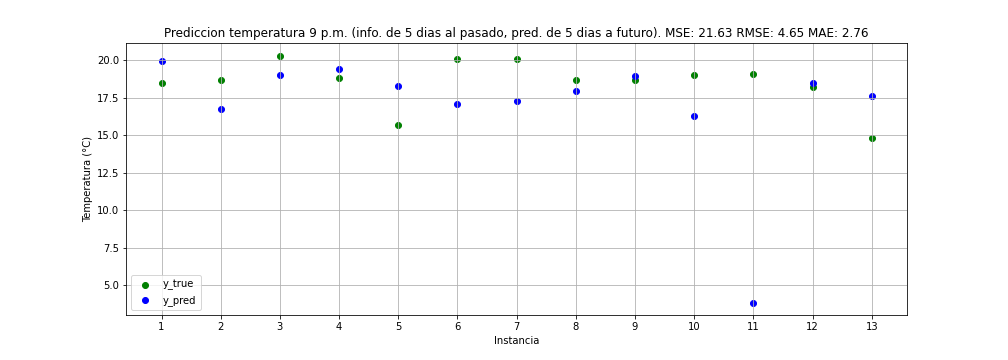 Prediccion temperatura 9 p.m. (info. de 5 dias al pasado, pred. de 5 dias a futuro). MSE: 21.63 RMSE: 4.65 MAE: 2.76
20.0
17.5
15.0
12.5
10.0
7.5
5.0
Temperatura (°C)
y_true
y_pred
1 2 3 4 5 6 7 8 9 10 11 12 13
Instancia